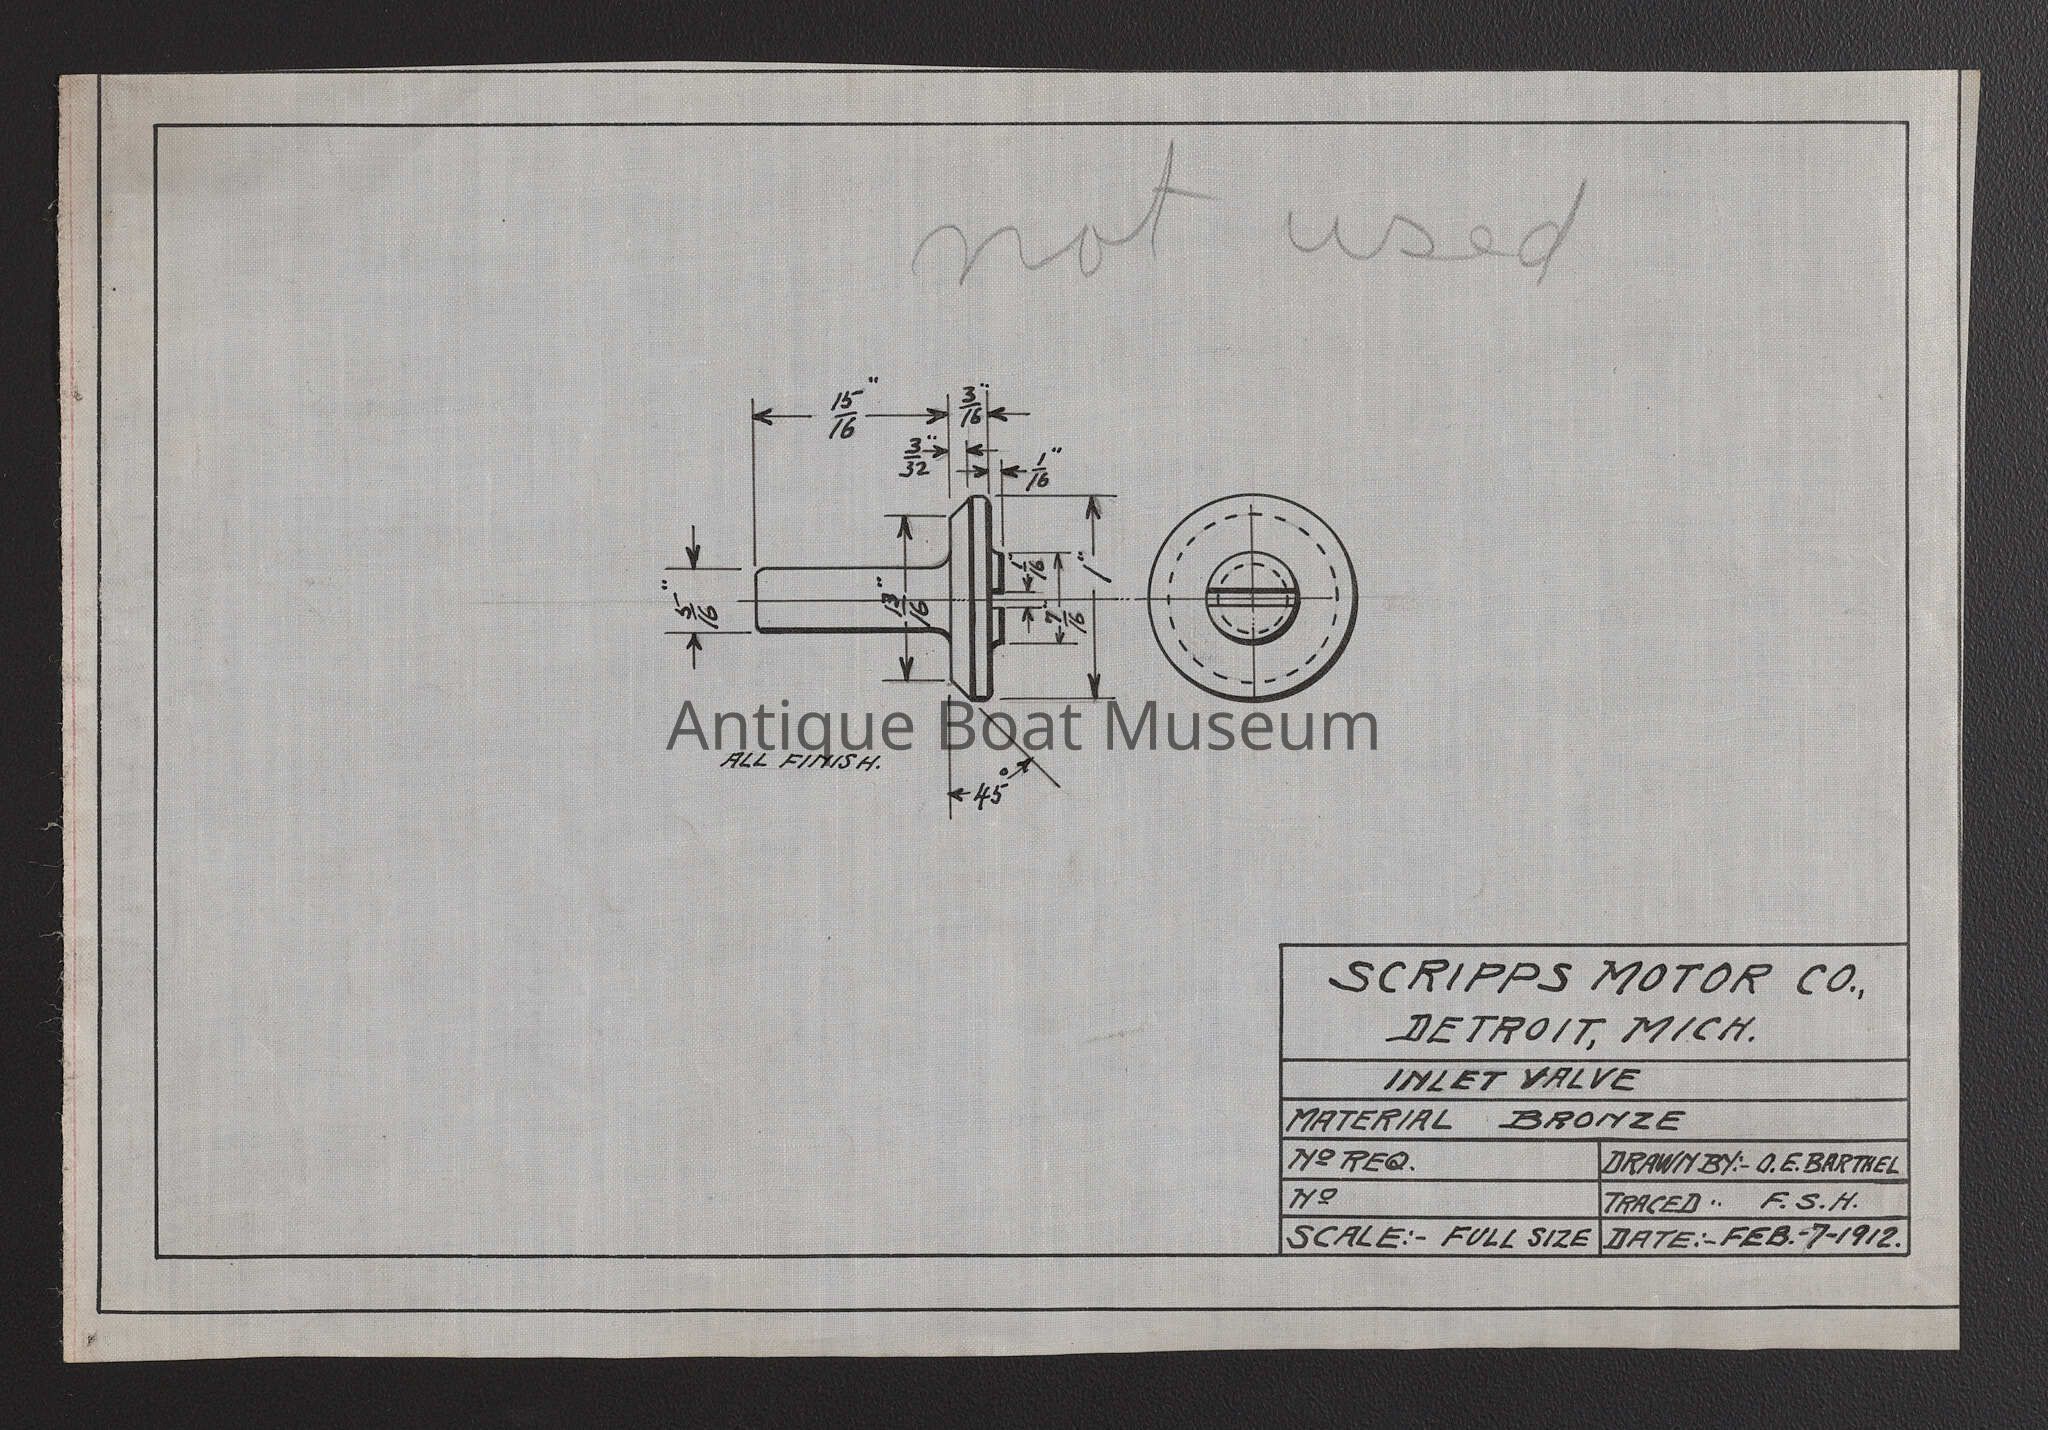 not used
15/16"
3/16"
3/32"
1/16"
5/16"
13/16"
1/16"
7/16"
1"
Antique Boat Museum
ALL FINISH.
45°
SCRIPPS MOTOR CO.,
DETROIT, MICH.
INLET VALVE
MATERIAL BRONZE
Nº REQ.
DRAWN BY:- O.E. BARTHEL
Nº
TRACED " F.S.H.
SCALE:- FULL SIZE
DATE:- FEB.-7-1912.